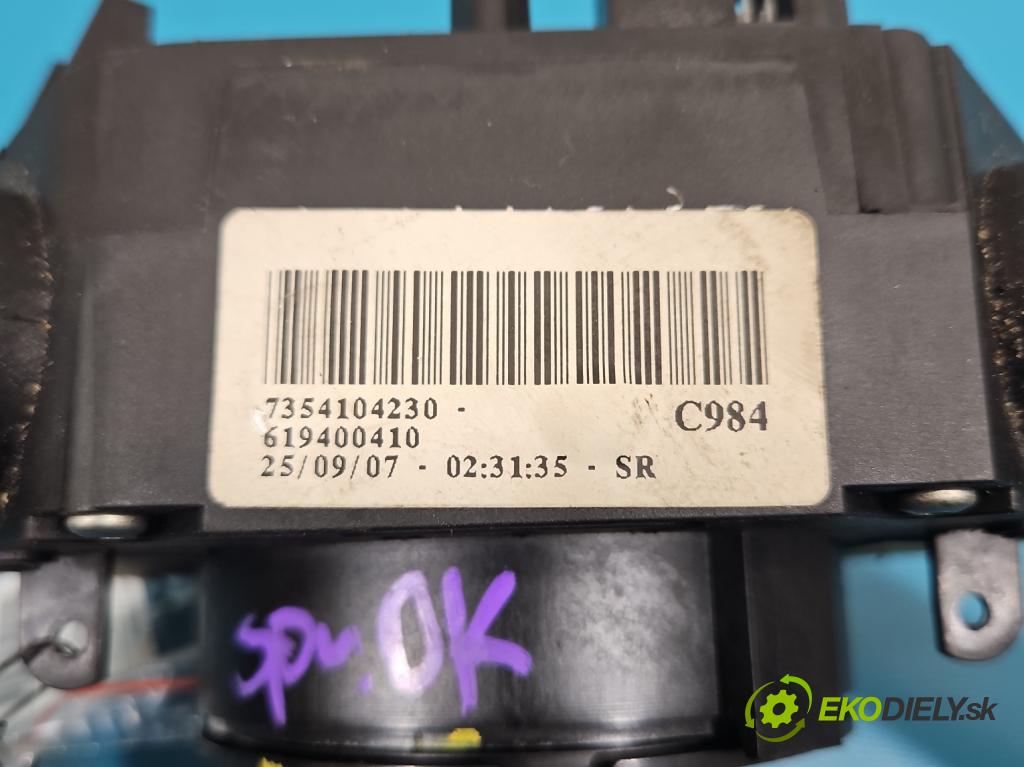 7354104230 -
C984
619400410
25/09/07 - 02:31:35 - SR
spr. OK
EKODIELY.sk